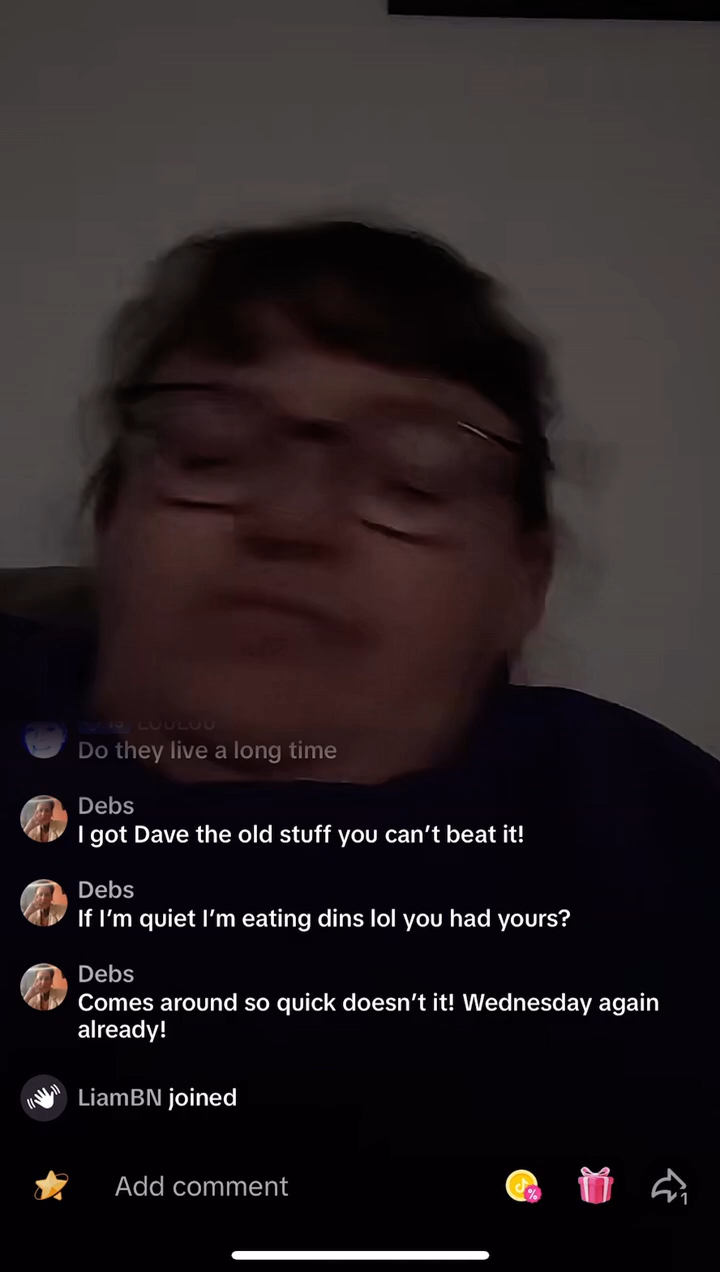 LOULOU
Do they live a long time
Debs
I got Dave the old stuff you can't beat it!
Debs
If I'm quiet I'm eating dins lol you had yours?
Debs
Comes around so quick doesn't it! Wednesday again
already!
LiamBN joined
Add comment
1